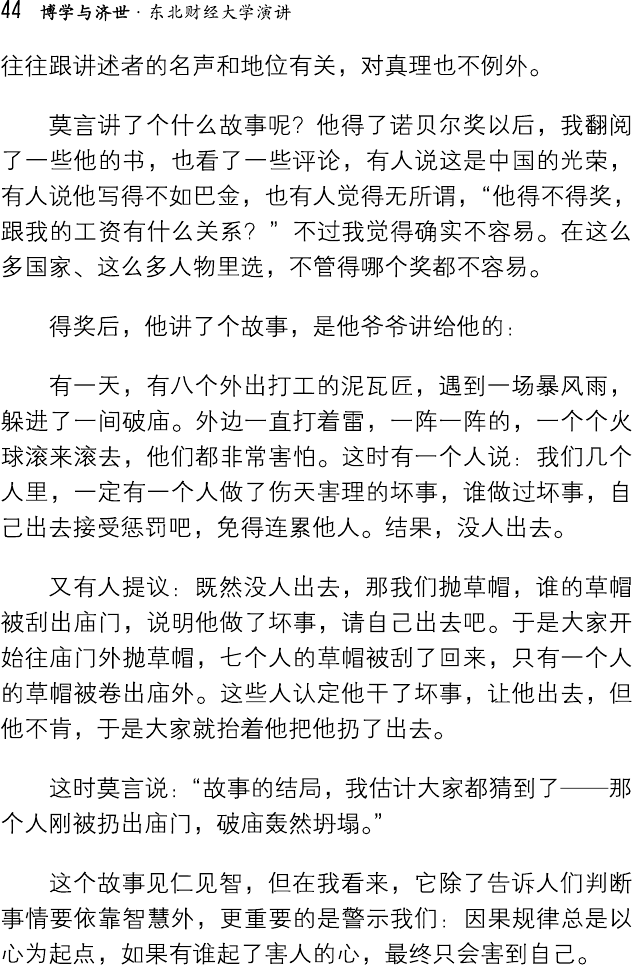 44 博学与济世·东北财经大学演讲
往往跟讲述者的名声和地位有关，对真理也不例外。
莫言讲了个什么故事呢？他得了诺贝尔奖以后，我翻阅
了一些他的书，也看了一些评论，有人说这是中国的光荣，
有人说他写得不如巴金，也有人觉得无所谓，“他得不得奖，
跟我的工资有什么关系？”不过我觉得确实不容易。在这么
多国家、这么多人物里选，不管得哪个奖都不容易。
得奖后，他讲了个故事，是他爷爷讲给他的：
有一天，有八个外出打工的泥瓦匠，遇到一场暴风雨，
躲进了一间破庙。外边一直打着雷，一阵一阵的，一个个火
球滚来滚去，他们都非常害怕。这时有一个人说：我们几个
人里，一定有一个人做了伤天害理的坏事，谁做过坏事，自
己出去接受惩罚吧，免得连累他人。结果，没人出去。
又有人提议：既然没人出去，那我们抛草帽，谁的草帽
被刮出庙门，说明他做了坏事，请自己出去吧。于是大家开
始往庙门外抛草帽，七个人的草帽被刮了回来，只有一个人
的草帽被卷出庙外。这些人认定他干了坏事，让他出去，但
他不肯，于是大家就抬着他把他扔了出去。
这时莫言说：“故事的结局，我估计大家都猜到了——那
个人刚被扔出庙门，破庙轰然坍塌。”
这个故事见仁见智，但在我看来，它除了告诉人们判断
事情要依靠智慧外，更重要的是警示我们：因果规律总是以
心为起点，如果有谁起了害人的心，最终只会害到自己。